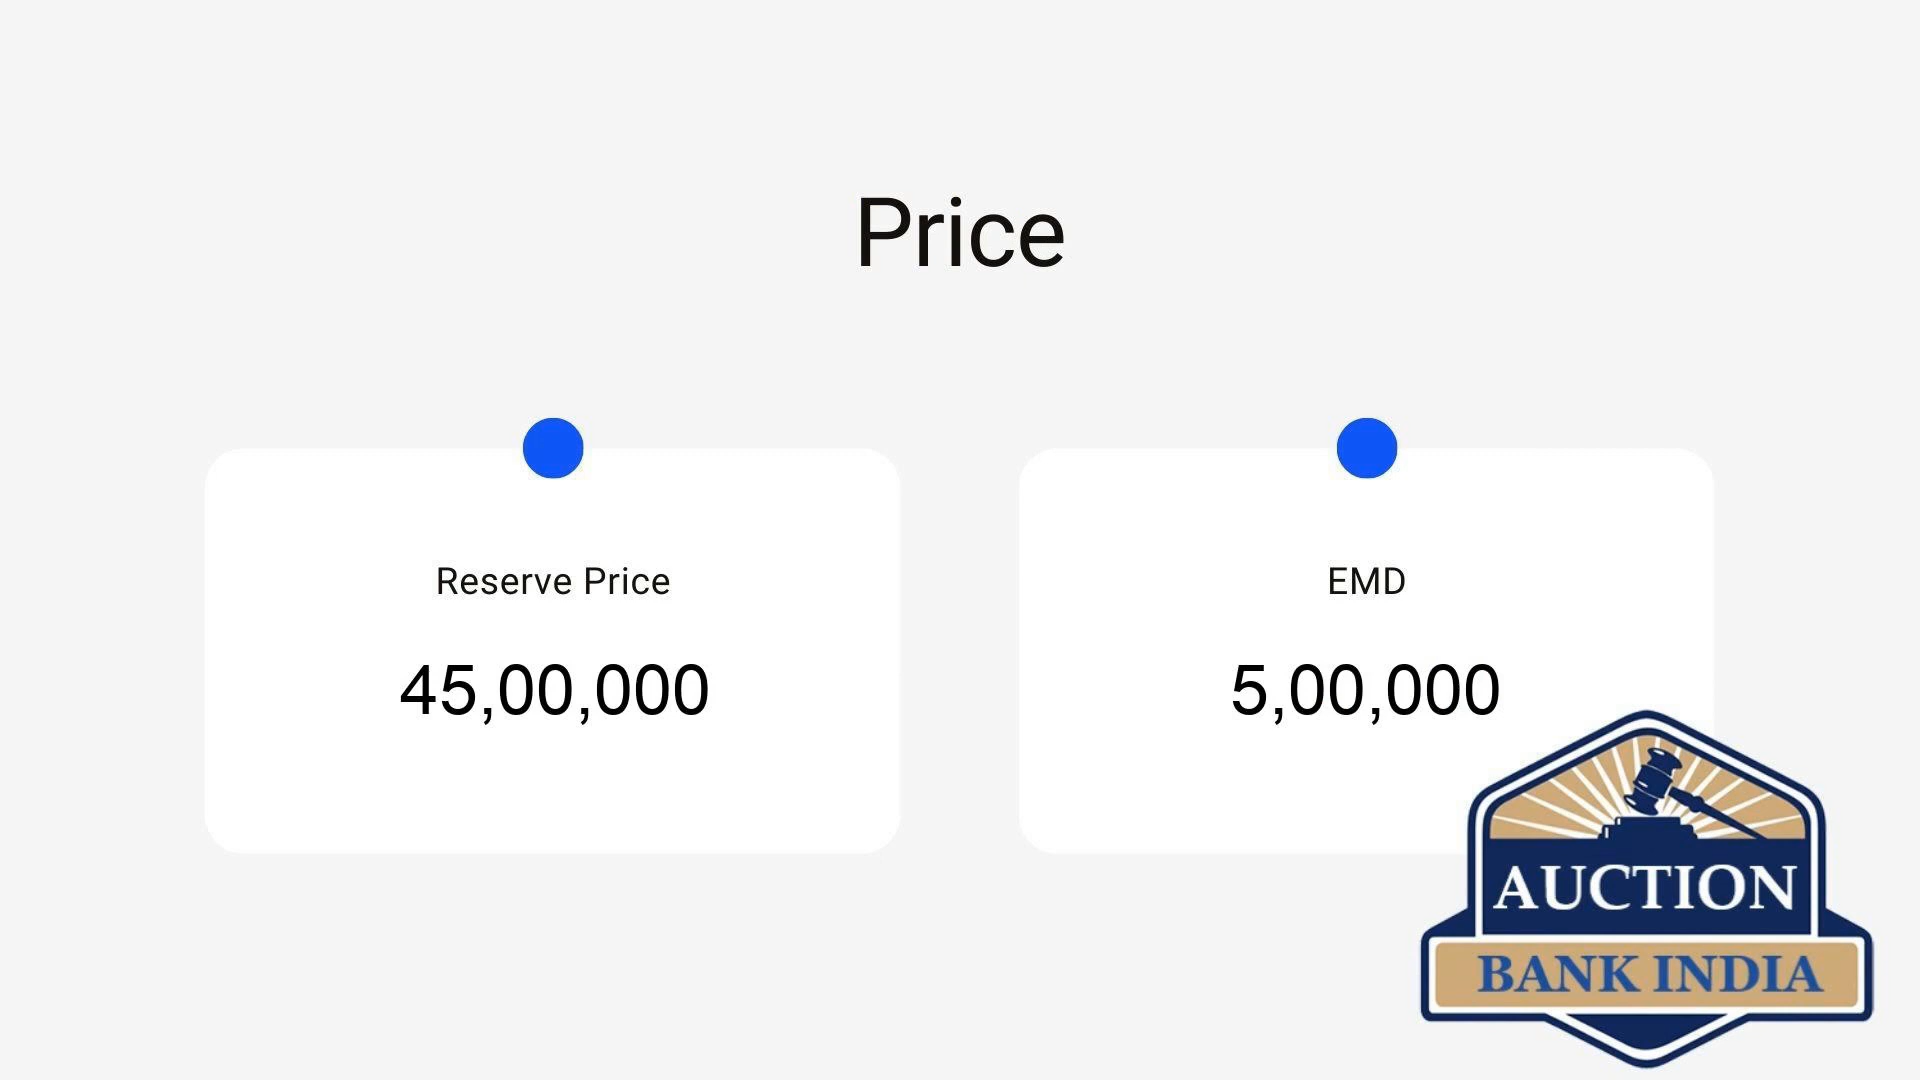 Price
Reserve Price
45,00,000
EMD
5,00,000
AUCTION
BANK INDIA